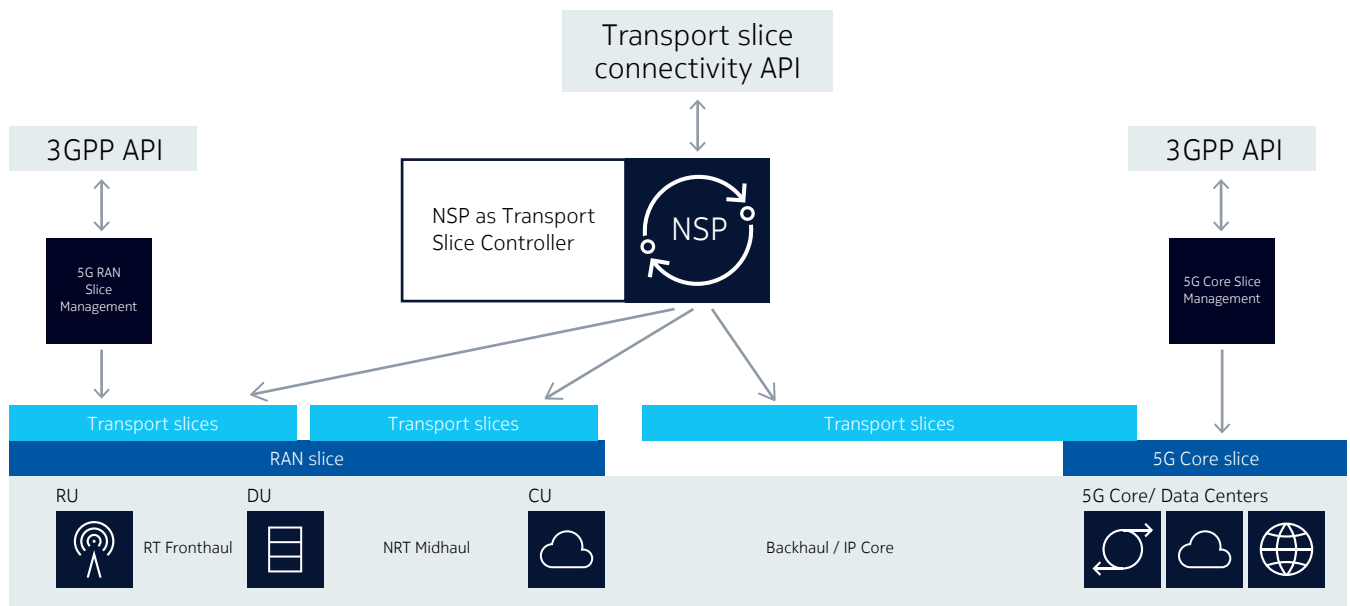 Transport slice
connectivity API
3GPP API
3GPP API
NSP as Transport
Slice Controller
NSP
5G RAN
Slice
Management
5G Core Slice
Management
Transport slices
Transport slices
Transport slices
RAN slice
5G Core slice
RU
DU
CU
5G Core/ Data Centers
RT Fronthaul
NRT Midhaul
Backhaul / IP Core